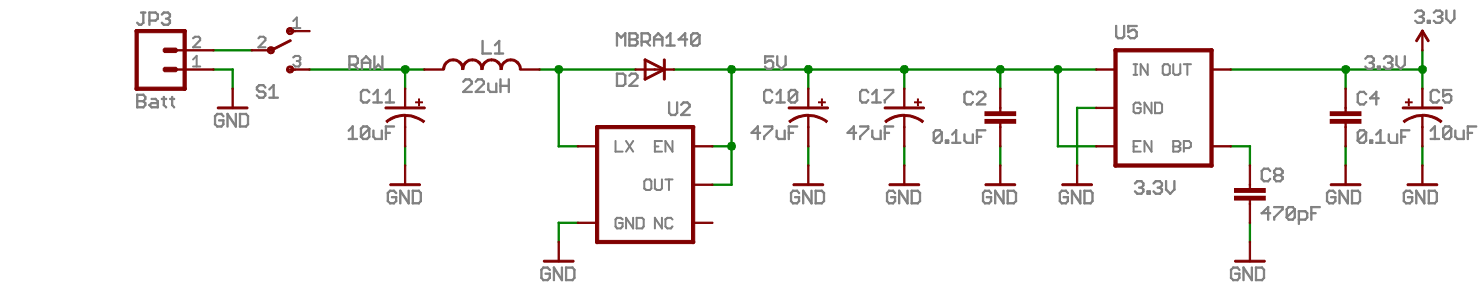 JP3
2
1
Batt
GND
1
2
3
S1
RAW
C11
10uF
GND
L1
22uH
MBRA140
D2
U2
LX EN
OUT
GND NC
GND
5V
C10
47uF
GND
C17
47uF
GND
C2
0.1uF
GND
U5
IN OUT
GND
EN BP
3.3V
GND
C8
470pF
GND
3.3V
3.3V
C4
0.1uF
GND
C5
10uF
GND